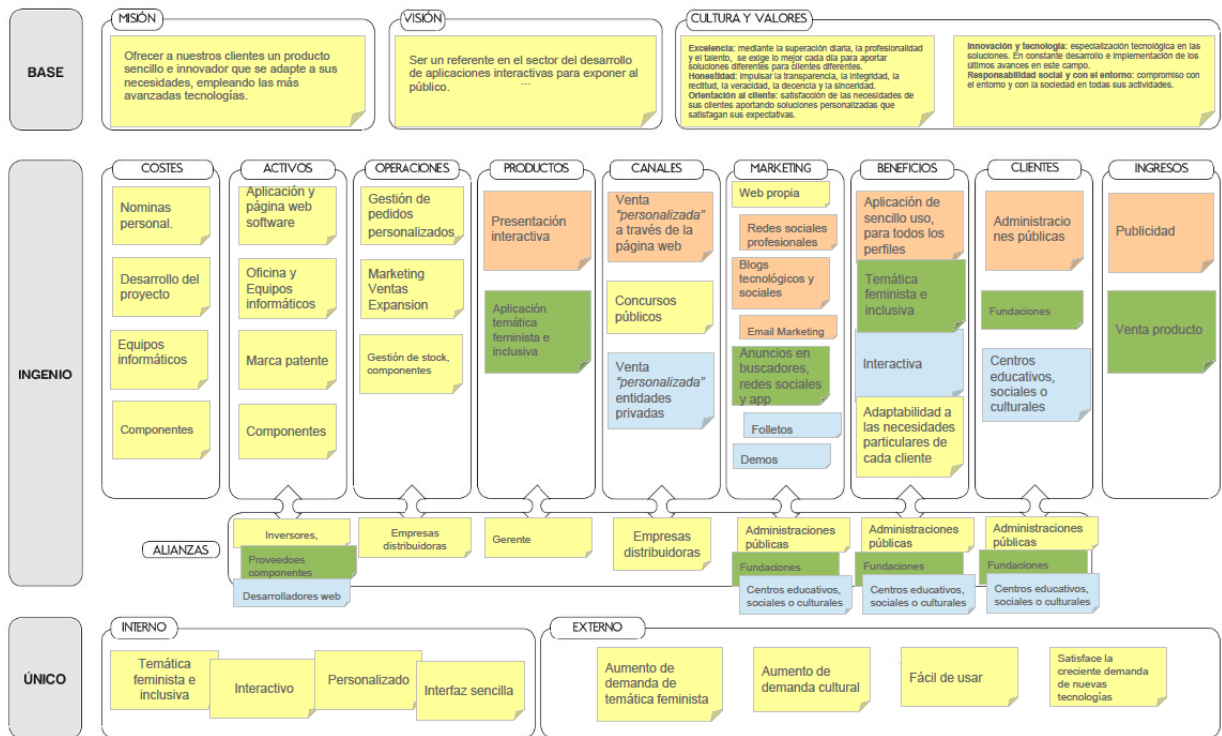 MISIÓN
VISIÓN
CULTURA Y VALORES
BASE
Ofrecer a nuestros clientes un producto
sencillo e innovador que se adapte a sus
necesidades, empleando las más
avanzadas tecnologías.
Ser un referente en el sector del desarrollo
de aplicaciones interactivas para exponer al
público.
...
Excelencia: mediante la superación diaria, la profesionalidad
y el talento, se exige lo mejor cada día para aportar
soluciones diferentes para clientes diferentes.
Honestidad: Impulsar la transparencia, la integridad, la
rectitud, la veracidad, la decencia y la sinceridad.
Orientación al cliente: satisfacción de las necesidades de
sus clientes aportando soluciones personalizadas que
satisfagan sus expectativas.
Innovación y tecnología: especialización tecnológica en las
soluciones. En constante desarrollo e implementación de los
últimos avances en este campo.
Responsabilidad social y con el entorno: compromiso con
el entorno y con la sociedad en todas sus actividades.
INGENIO
COSTES
Nominas
personal.
Desarrollo del
proyecto
Equipos
informáticos
Componentes
ACTIVOS
Aplicación y
página web
software
Oficina y
Equipos
informáticos
Marca patente
Componentes
OPERACIONES
Gestión de
pedidos
personalizados
Marketing
Ventas
Expansion
Gestión de stock,
componentes
PRODUCTOS
Presentación
interactiva
Aplicación
temática
feminista e
inclusiva
CANALES
Venta
"personalizada"
a través de la
página web
Concursos
públicos
Venta
"personalizada"
entidades
privadas
MARKETING
Web propia
Redes sociales
profesionales
Blogs
tecnológicos y
sociales
Email Marketing
Anuncios en
buscadores,
redes sociales
y app
Folletos
Demos
BENEFICIOS
Aplicación de
sencillo uso,
para todos los
perfiles
Temática
feminista e
inclusiva
Interactiva
Adaptabilidad a
las necesidades
particulares de
cada cliente
CLIENTES
Administracio
nes públicas
Fundaciones
Centros
educativos,
sociales o
culturales
INGRESOS
Publicidad
Venta producto
ALIANZAS
Inversores,
Proveedoes
componentes
Desarrolladores web
Empresas
distribuidoras
Gerente
Empresas
distribuidoras
Administraciones
públicas
Fundaciones
Centros educativos,
sociales o culturales
Administraciones
públicas
Fundaciones
Centros educativos,
sociales o culturales
Administraciones
públicas
Fundaciones
Centros educativos,
sociales o culturales
ÚNICO
INTERNO
Temática
feminista e
inclusiva
Interactivo
Personalizado
Interfaz sencilla
EXTERNO
Aumento de
demanda de
temática feminista
Aumento de
demanda cultural
Fácil de usar
Satisface la
creciente demanda
de nuevas
tecnologías